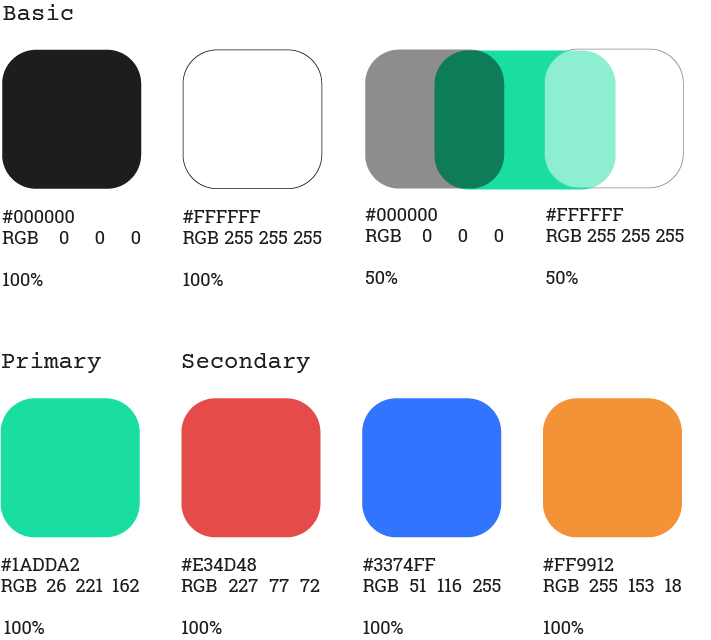 Basic
#000000
RGB 0 0 0
100%
#FFFFFF
RGB 255 255 255
100%
#000000
RGB 0 0 0
50%
#FFFFFF
RGB 255 255 255
50%
Primary
#1ADDA2
RGB 26 221 162
100%
Secondary
#E34D48
RGB 227 77 72
100%
#3374FF
RGB 51 116 255
100%
#FF9912
RGB 255 153 18
100%